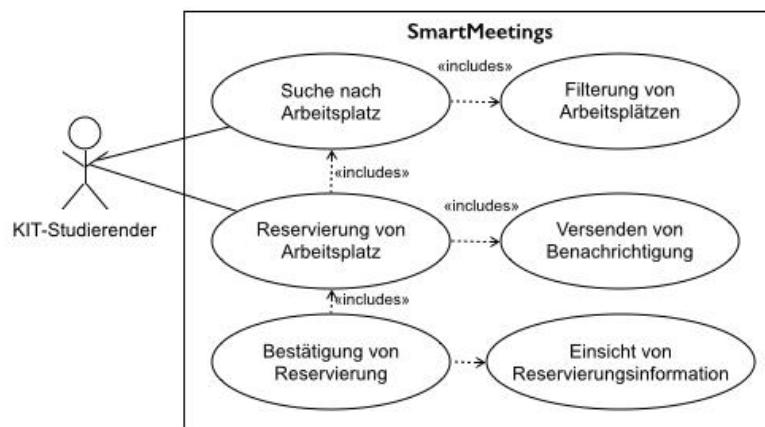 SmartMeetings
«includes»
Suche nach
Arbeitsplatz
Filterung von
Arbeitsplätzen
«includes»
«includes»
KIT-Studierender
Reservierung von
Arbeitsplatz
Versenden von
Benachrichtigung
«includes»
Bestätigung von
Reservierung
Einsicht von
Reservierungsinformation